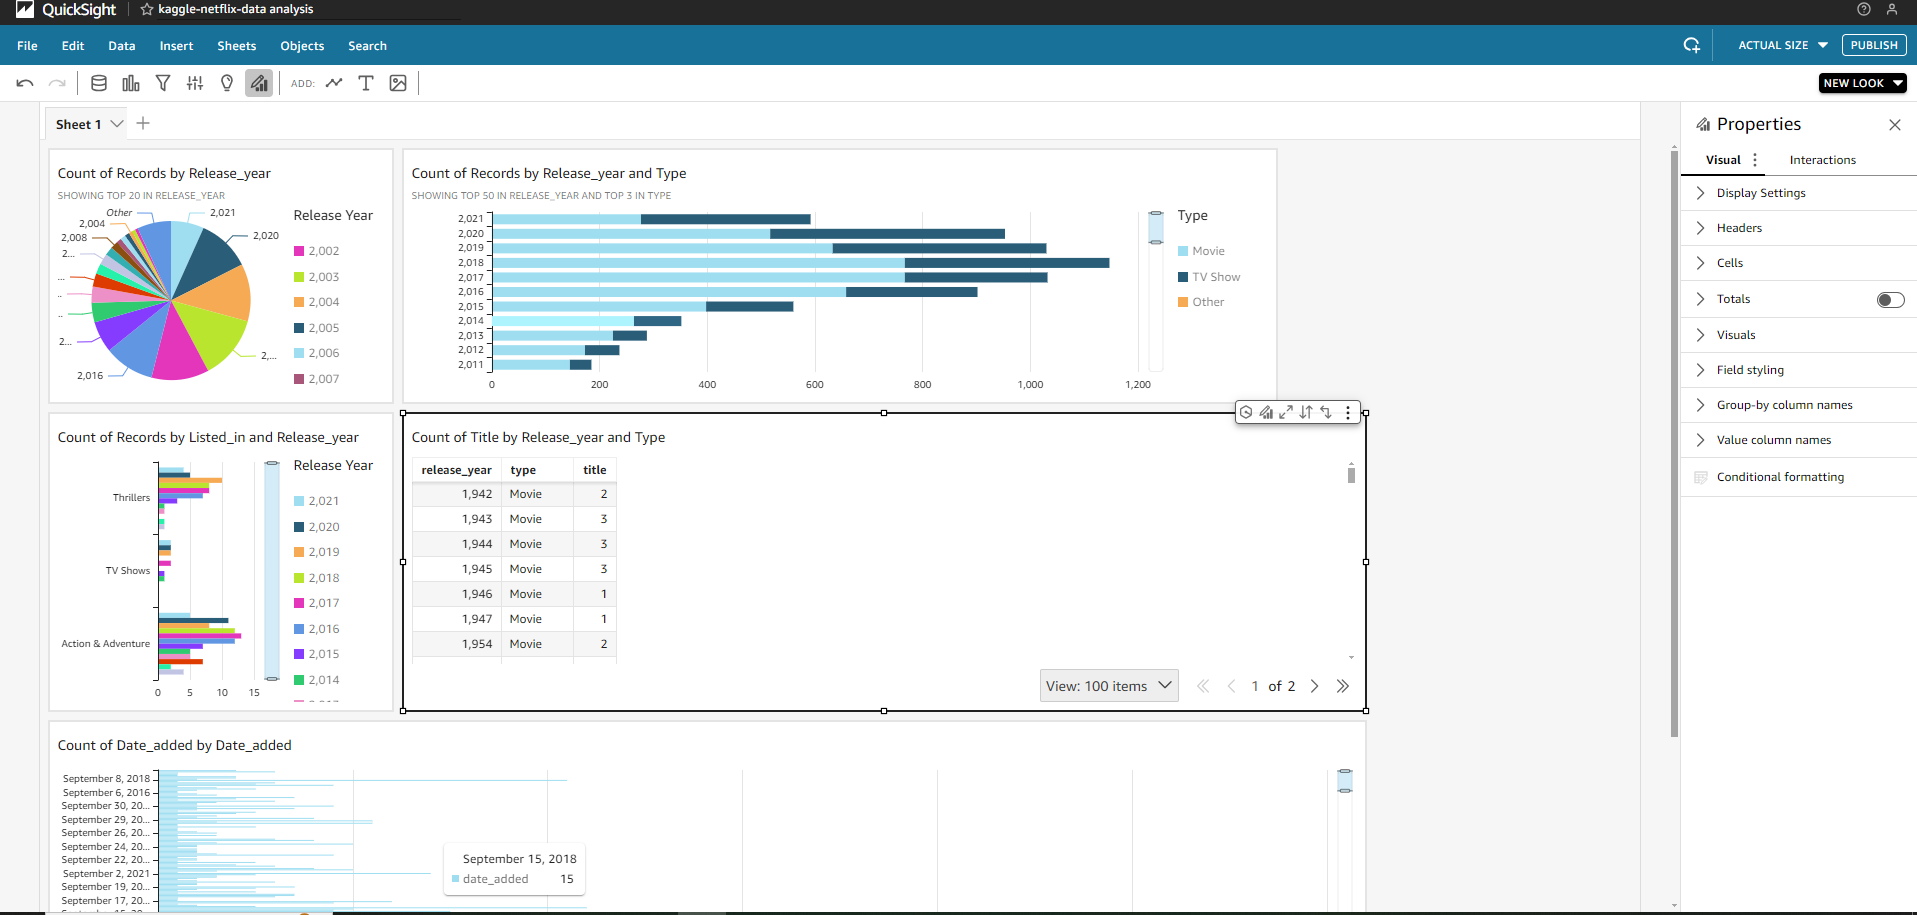 QuickSight
kaggle-netflix-data analysis
File Edit Data Insert Sheets Objects Search
ACTUAL SIZE
PUBLISH
ADD:
NEW LOOK
Sheet 1
Count of Records by Release_year
SHOWING TOP 20 IN RELEASE_YEAR
Other
2,021
2,004
2,020
2,008
2...
...
..
..
2...
2,016
2,...
Release Year
2,002
2,003
2,004
2,005
2,006
2,007
Count of Records by Release_year and Type
SHOWING TOP 50 IN RELEASE_YEAR AND TOP 3 IN TYPE
2,021
2,020
2,019
2,018
2,017
2,016
2,015
2,014
2,013
2,012
2,011
0 200 400 600 800 1,000 1,200
Type
Movie
TV Show
Other
Count of Records by Listed_in and Release_year
Thrillers
TV Shows
Action & Adventure
0 5 10 15
Release Year
2,021
2,020
2,019
2,018
2,017
2,016
2,015
2,014
Count of Title by Release_year and Type
release_year type title
1,942 Movie 2
1,943 Movie 3
1,944 Movie 3
1,945 Movie 3
1,946 Movie 1
1,947 Movie 1
1,954 Movie 2
View: 100 items
1 of 2
Count of Date_added by Date_added
September 8, 2018
September 6, 2016
September 30, 20...
September 29, 20...
September 26, 20...
September 24, 20...
September 22, 20...
September 2, 2021
September 19, 20...
September 17, 20...
September 15, 2018
date_added 15
Properties
Visual
Interactions
Display Settings
Headers
Cells
Totals
Visuals
Field styling
Group-by column names
Value column names
Conditional formatting